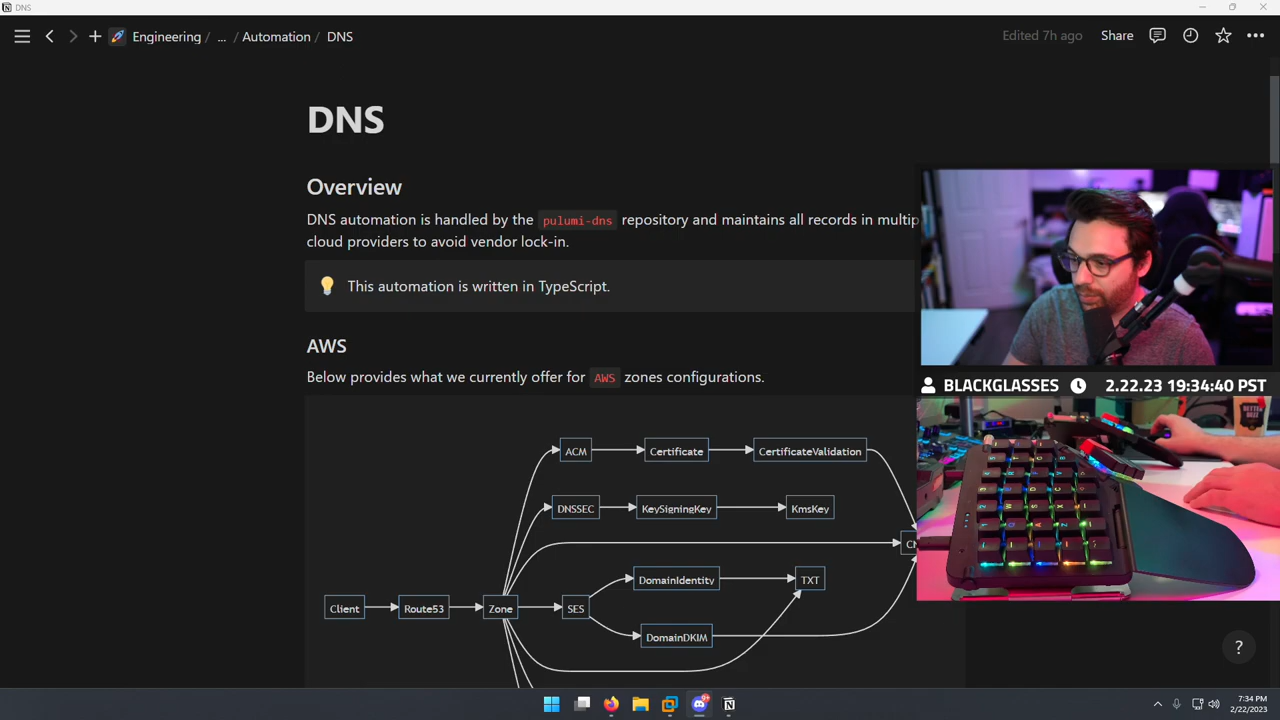 DNS
Engineering / ... / Automation / DNS
Edited 7h ago
Share
DNS
Overview
DNS automation is handled by the pulumi-dns repository and maintains all records in multip
cloud providers to avoid vendor lock-in.
This automation is written in TypeScript.
AWS
Below provides what we currently offer for AWS zones configurations.
ACM
Certificate
CertificateValidation
DNSSEC
KeySigningKey
KmsKey
DomainIdentity
TXT
Client
Route53
Zone
SES
DomainDKIM
BLACKGLASSES 2.22.23 19:34:40 PST
?
7:34 PM
2/22/2023